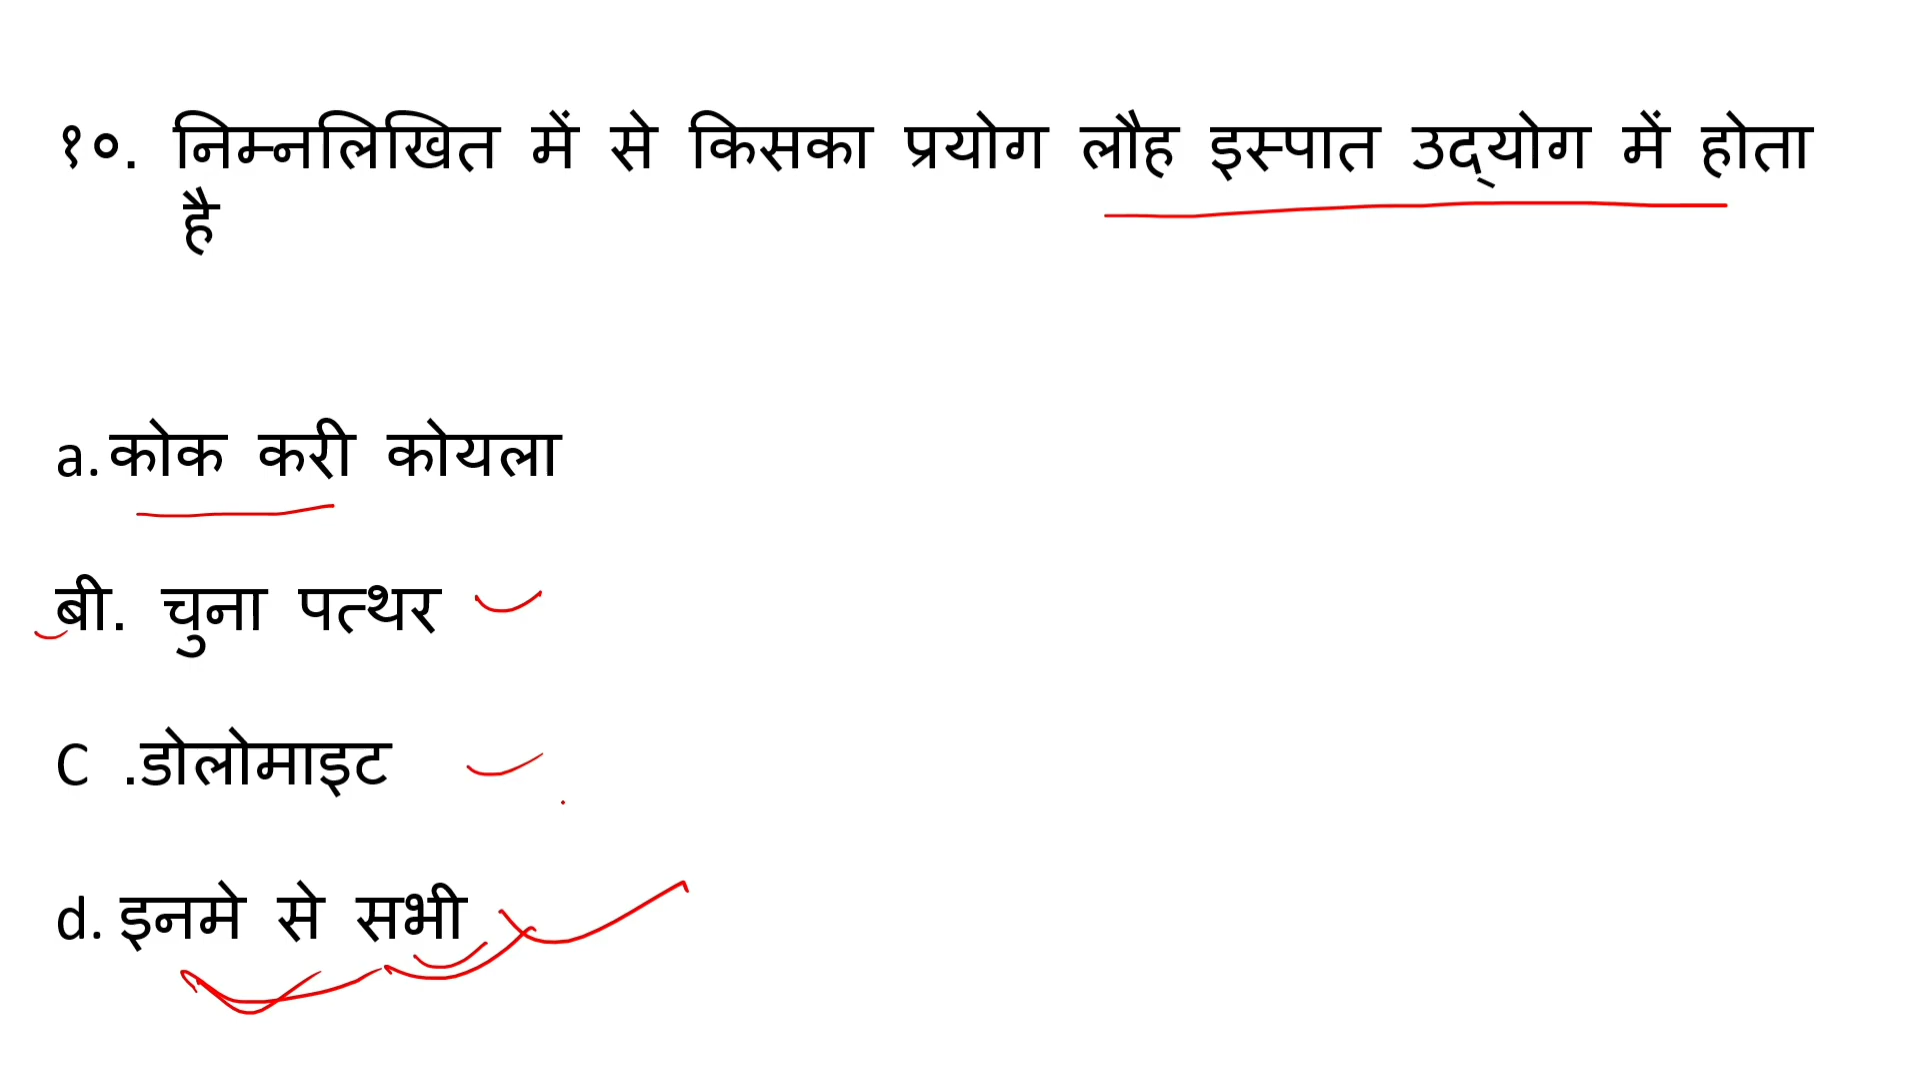 १०. निम्नलिखित में से किसका प्रयोग लौह इस्पात उद्‌योग में होता
है
a. कोक करी कोयला
बी. चुना पत्थर
C .डोलोमाइट
d. इनमे से सभी